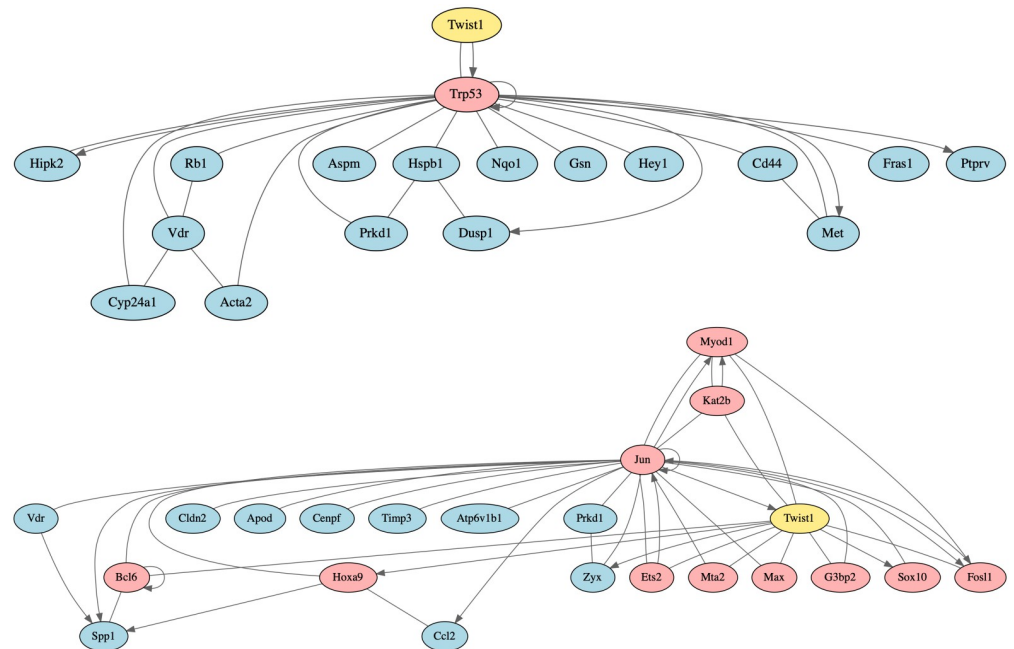 Twist1
Trp53
Hipk2 Rb1 Aspm Hspb1 Nqo1 Gsn Hey1 Cd44 Fras1 Ptprv
Vdr Prkd1 Dusp1 Met
Cyp24a1 Acta2
Myod1
Kat2b
Jun
Vdr Cldn2 Apod Cenpf Timp3 Atp6v1b1 Prkd1 Twist1
Bcl6 Hoxa9 Zyx Ets2 Mta2 Max G3bp2 Sox10 Fosl1
Spp1 Ccl2